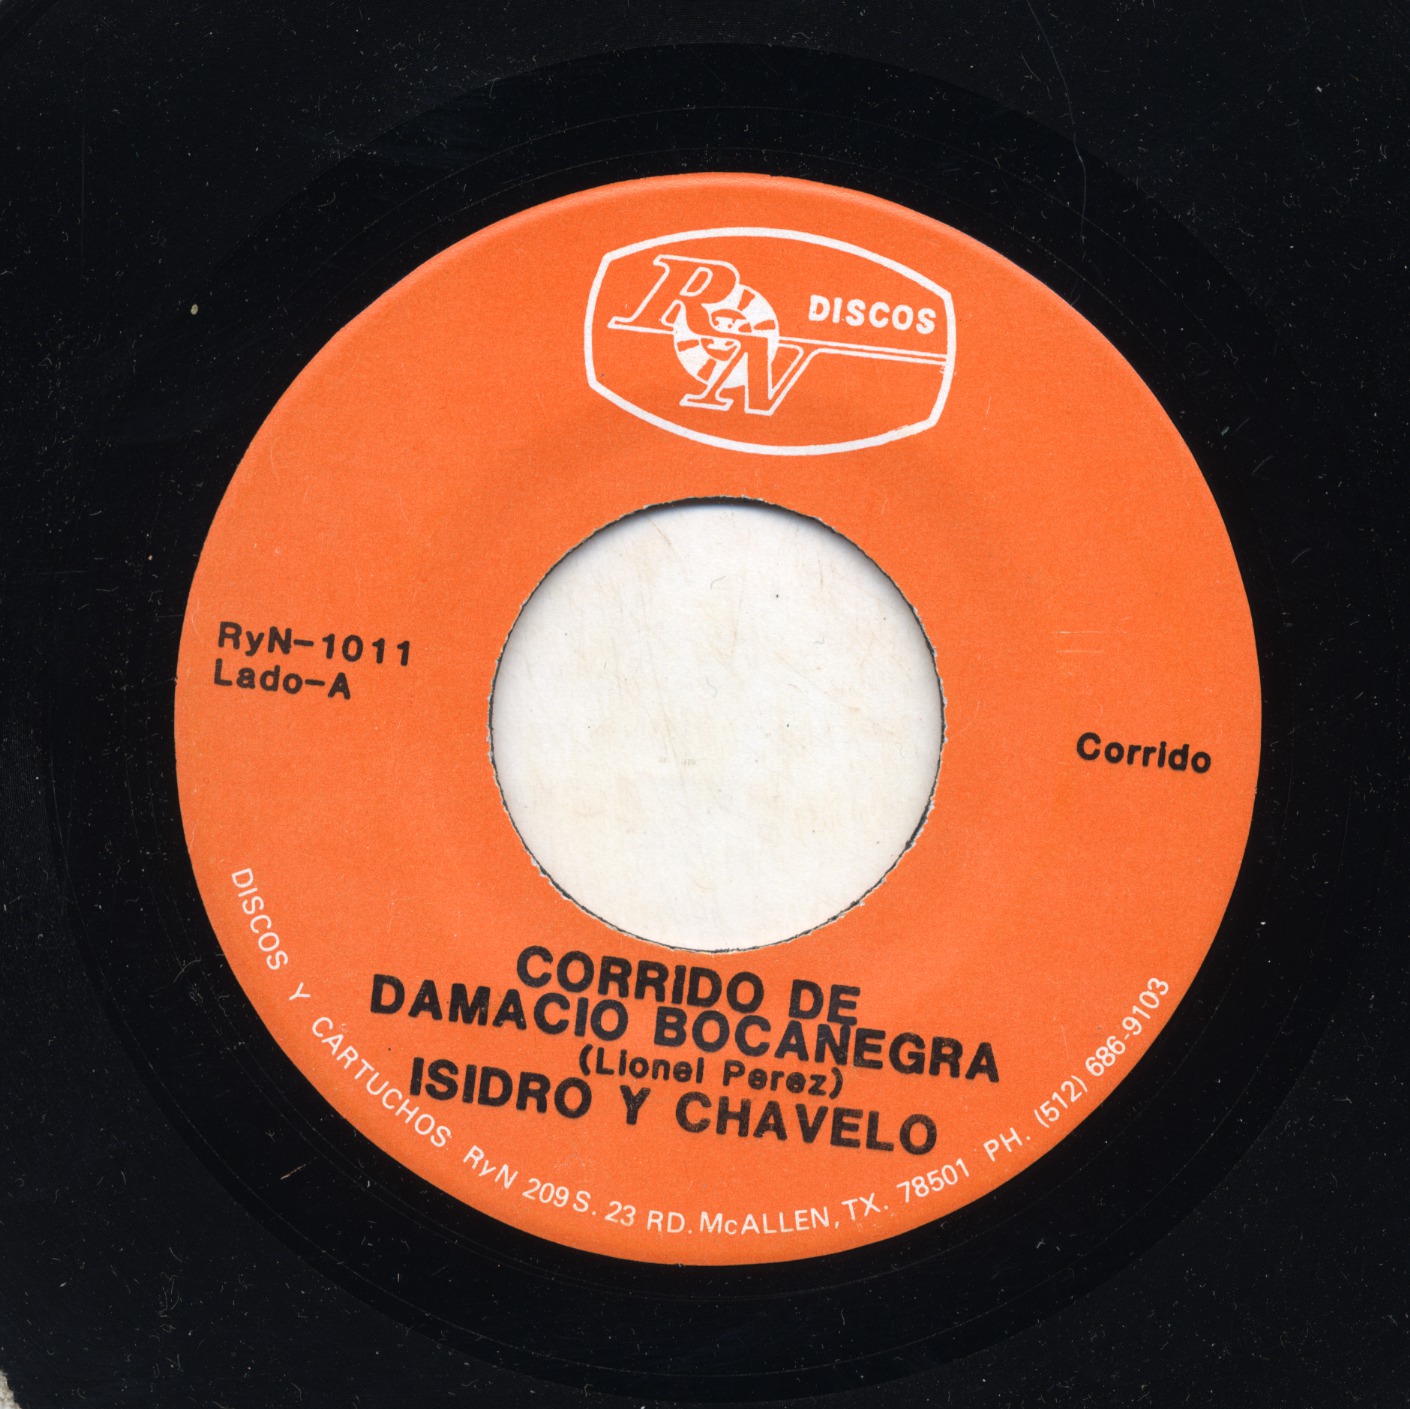 RyN
DISCOS
RyN-1011
Lado-A
Corrido
CORRIDO DE
DAMACIO BOCANEGRA
(Lionel Perez)
ISIDRO Y CHAVELO
DISCOS Y CARTUCHOS RyN 209 S. 23 RD. McALLEN, TX. 78501 PH. (512) 686-9103